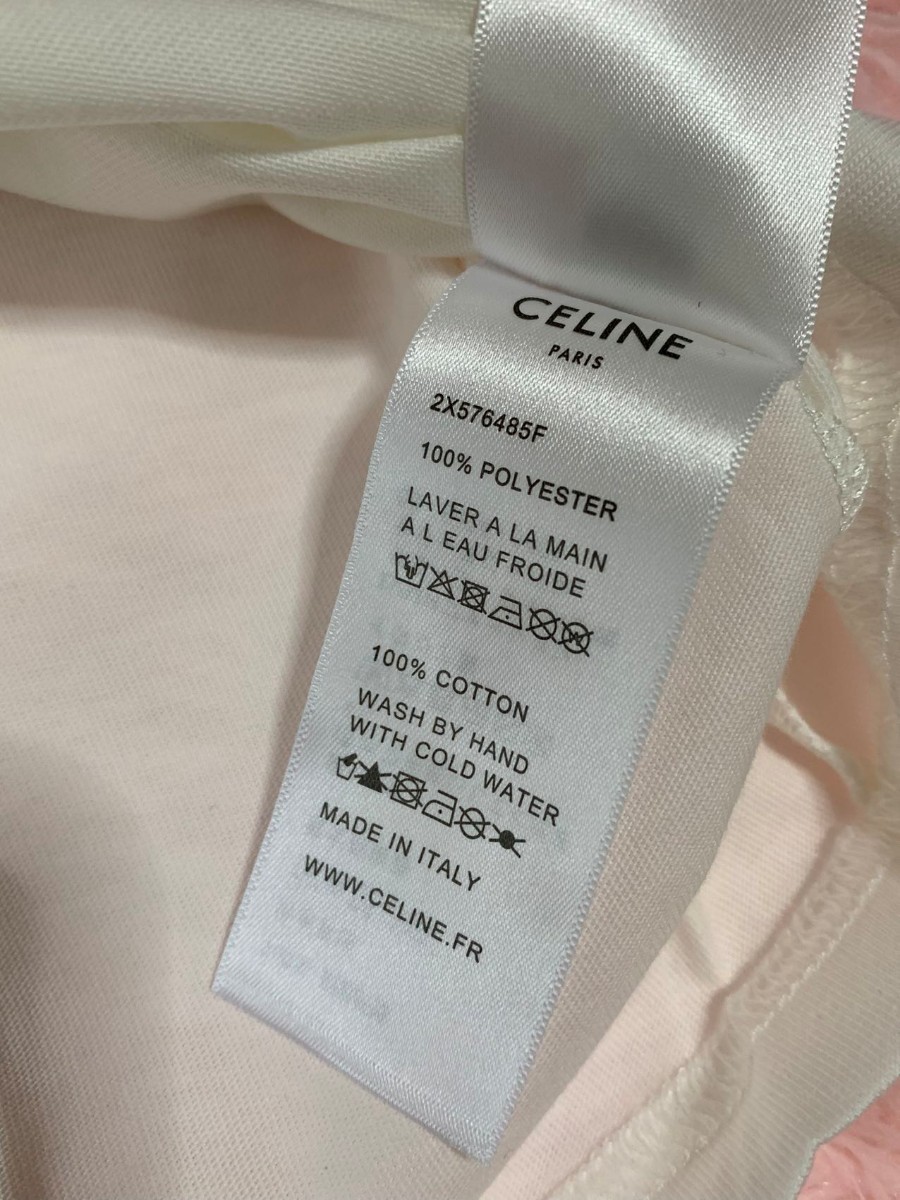 CELINE
PARIS
2X576485F
100% POLYESTER
LAVER A LA MAIN
A L EAU FROIDE
100% COTTON
WASH BY HAND
WITH COLD WATER
MADE IN ITALY
WWW.CELINE.FR